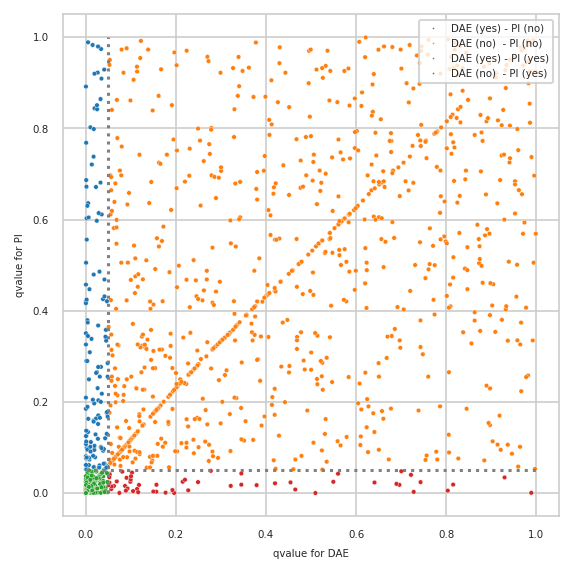 DAE (yes) - PI (no)
DAE (no) - PI (no)
DAE (yes) - PI (yes)
DAE (no) - PI (yes)
1.0
0.8
0.6
0.4
0.2
0.0
qvalue for PI
0.0 0.2 0.4 0.6 0.8 1.0
qvalue for DAE